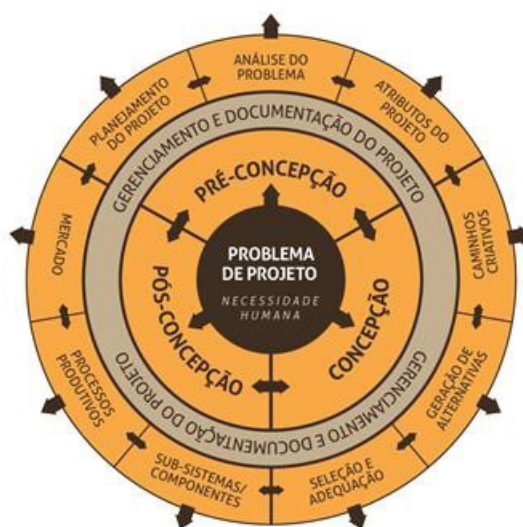 ANÁLISE DO
PROBLEMA
ATRIBUTOS DO
PROJETO
CAMINHOS
CRIATIVOS
GERAÇÃO DE
ALTERNATIVAS
SELEÇÃO E
ADEQUAÇÃO
SUB-SISTEMAS/
COMPONENTES
PROCESSOS
PRODUTIVOS
MERCADO
PLANEJAMENTO
DO PROJETO
GERENCIAMENTO E DOCUMENTAÇÃO DO PROJETO
GERENCIAMENTO E DOCUMENTAÇÃO DO PROJETO
PRÉ-CONCEPÇÃO
CONCEPÇÃO
PÓS-CONCEPÇÃO
PROBLEMA
DE PROJETO
NECESSIDADE
HUMANA